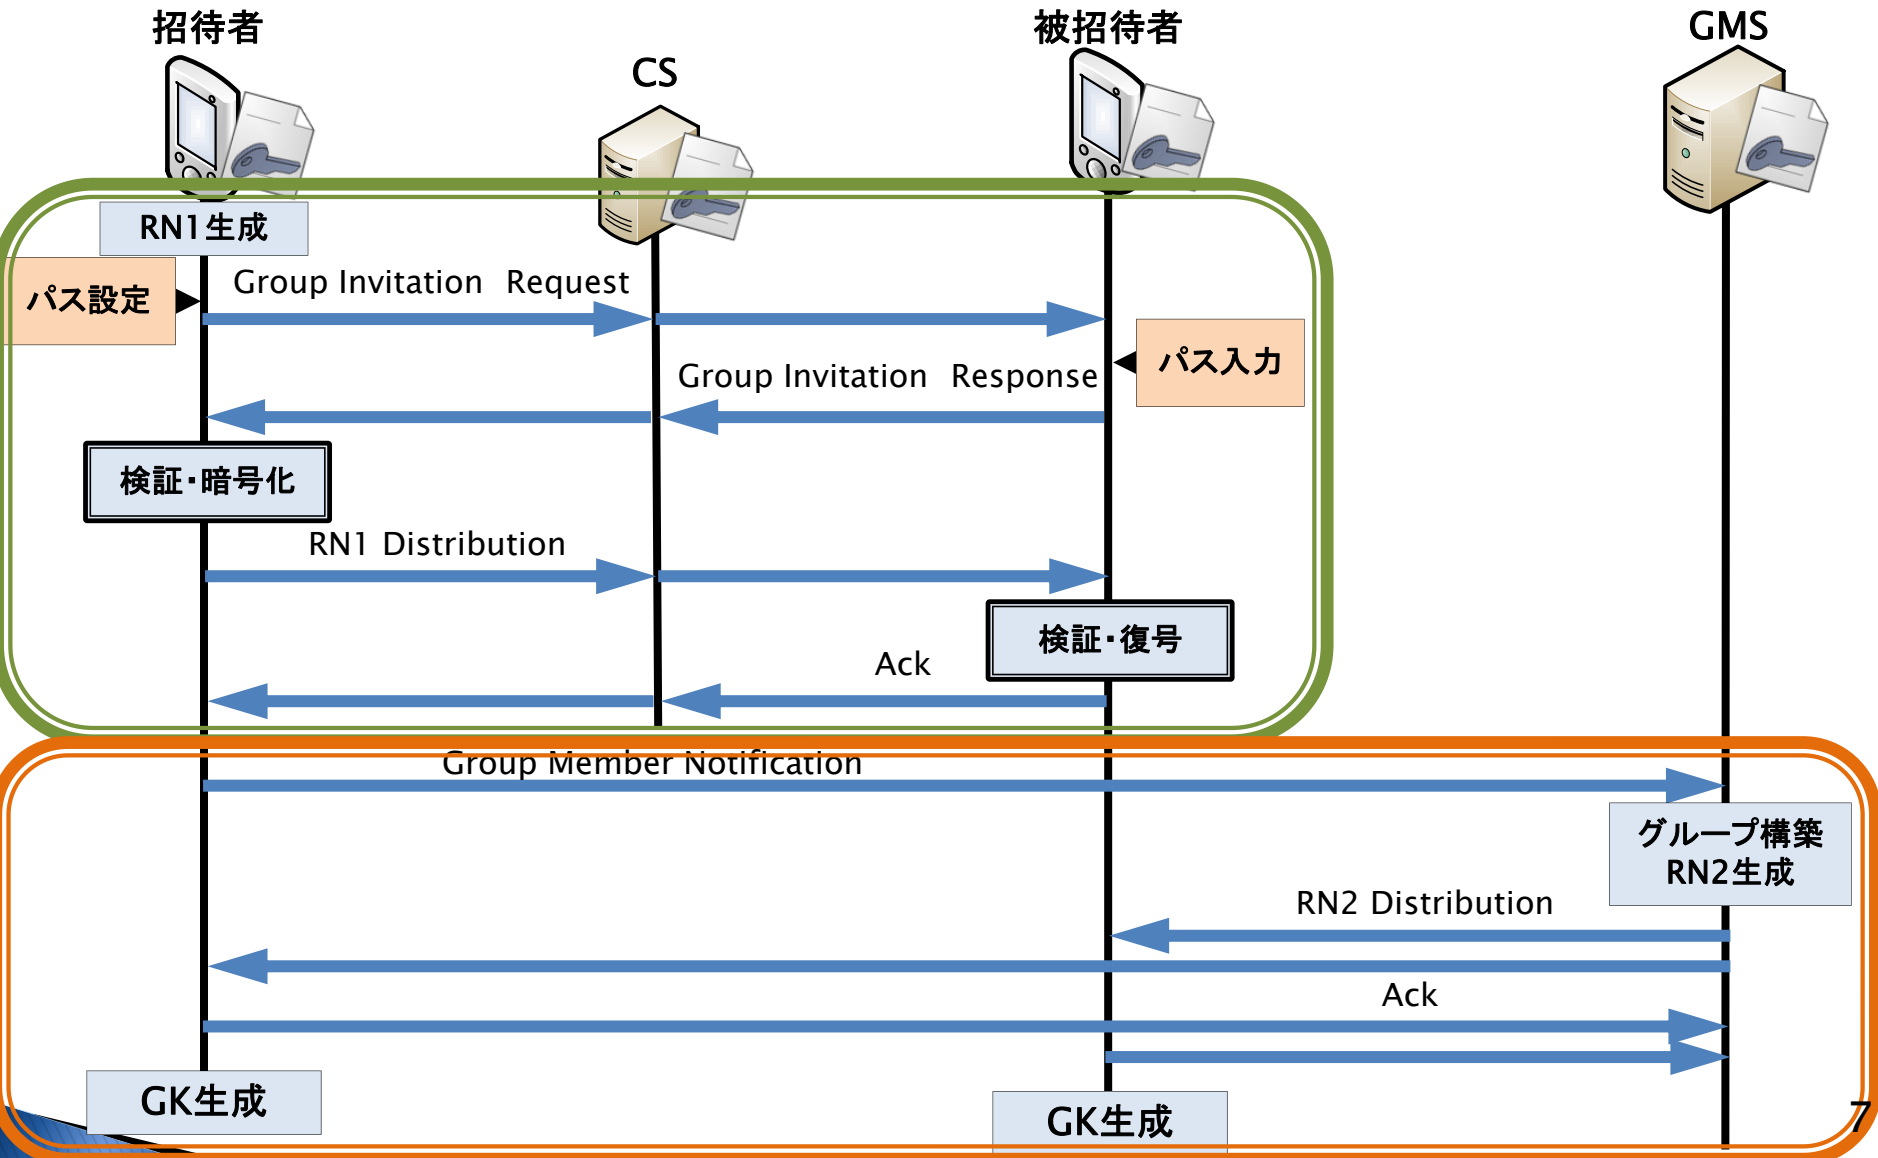 招待者
CS
被招待者
GMS
RN1生成
パス設定
Group Invitation Request
パス入力
Group Invitation Response
検証・暗号化
RN1 Distribution
検証・復号
Ack
Group Member Notification
グループ構築
RN2生成
RN2 Distribution
Ack
GK生成
GK生成
7